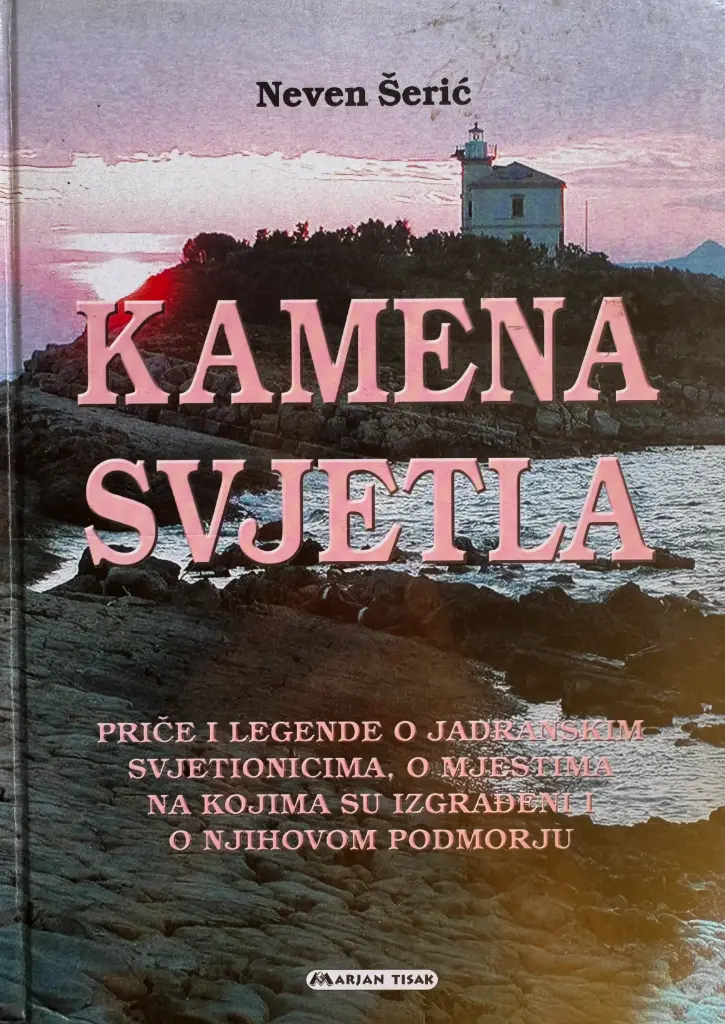 Neven Šerić
KAMENA
SVJETLA
PRIČE I LEGENDE O JADRANSKIM
SVJETIONICIMA, O MJESTIMA
NA KOJIMA SU IZGRAĐENI I
O NJIHOVOM PODMORJU
MARJAN TISAK